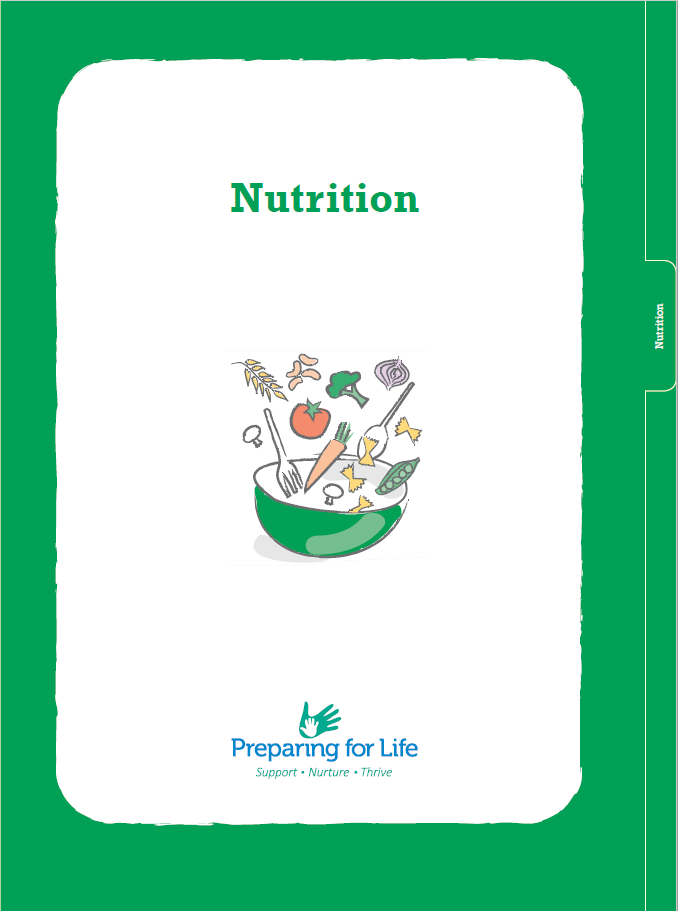 Nutrition
Nutrition
Preparing for Life
Support • Nurture • Thrive